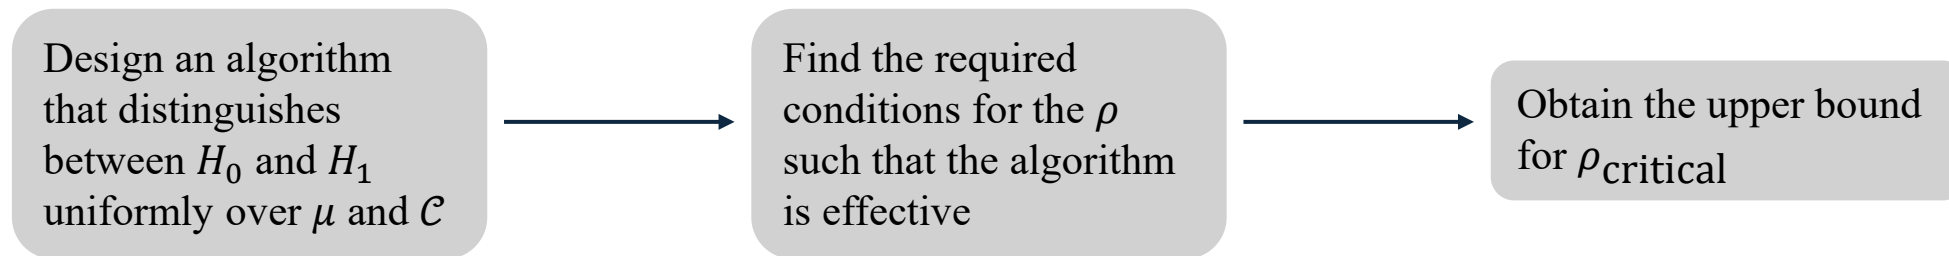 Design an algorithm
that distinguishes
between 𝐻₀ and 𝐻₁
uniformly over 𝜇 and 𝒞
Find the required
conditions for the 𝜌
such that the algorithm
is effective
Obtain the upper bound
for 𝜌critical